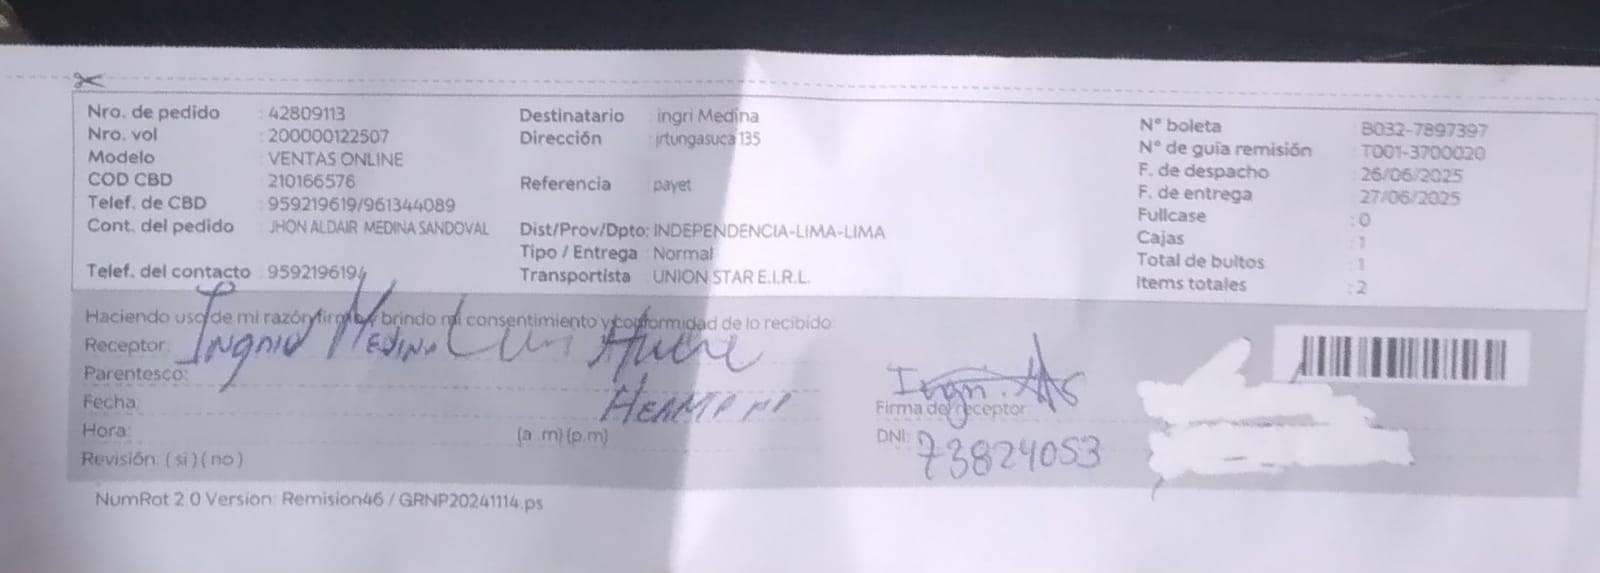 Nro. de pedido : 42809113
Nro. vol : 200000122507
Modelo : VENTAS ONLINE
COD CBD : 210166576
Telef. de CBD : 959219619/961344089
Cont. del pedido : JHON ALDAIR MEDINA SANDOVAL
Telef. del contacto : 959219619
Destinatario : ingri Medina
Dirección : jrtungasuca 135
Referencia : payet
Dist/Prov/Dpto: INDEPENDENCIA-LIMA-LIMA
Tipo / Entrega : Normal
Transportista : UNION STAR E.I.R.L.
N° boleta : B032-7897397
N° de guía remisión : T001-3700020
F. de despacho : 26/06/2025
F. de entrega : 27/06/2025
Fullcase : 0
Cajas : 1
Total de bultos : 1
Items totales : 2
Haciendo uso de mi razón/firma brindo mi consentimiento y conformidad de lo recibido:
Receptor: Ingrid Medina
Parentesco: HERMANA
Fecha:
Hora: (a .m) (p.m)
Revisión: ( si ) ( no )
Firma del receptor
DNI: 73824053
NumRot 2.0 Version: Remision46 / GRNP20241114.ps